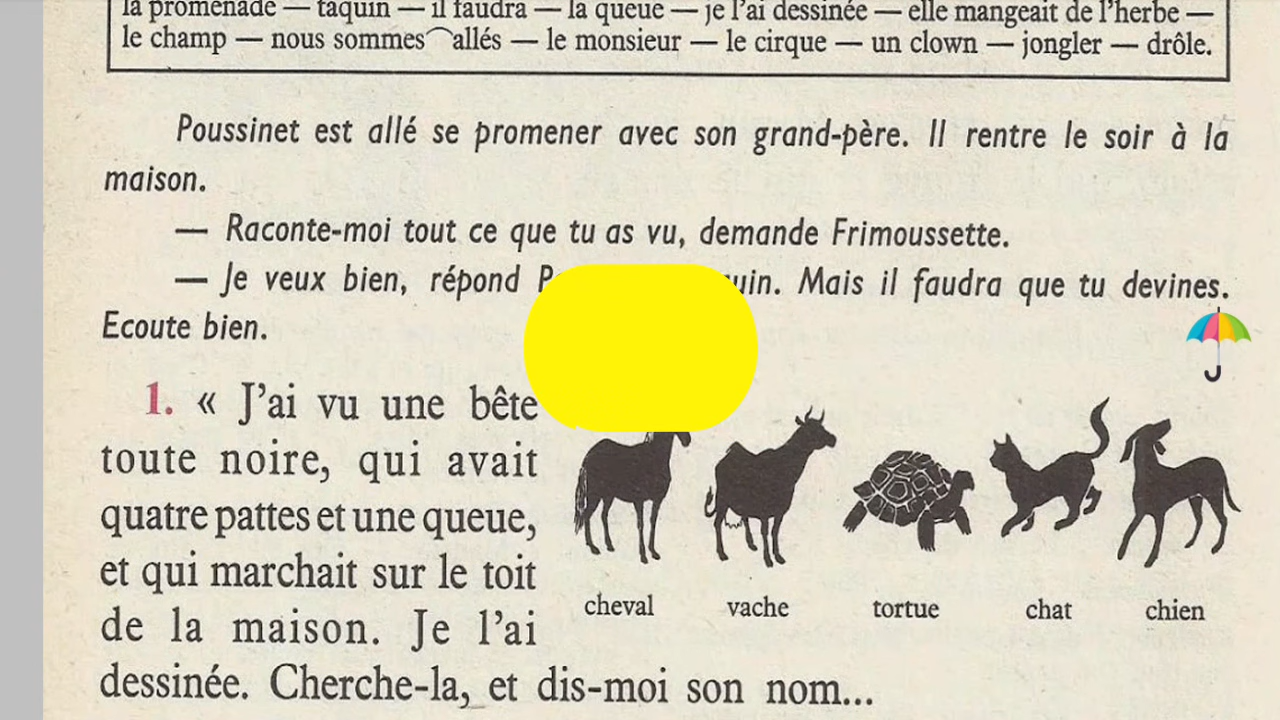 la promenade — taquin — il faudra — la queue — je l'ai dessinée — elle mangeait de l'herbe —
le champ — nous sommes⁀allés — le monsieur — le cirque — un clown — jongler — drôle.
Poussinet est allé se promener avec son grand-père. Il rentre le soir à la
maison.
— Raconte-moi tout ce que tu as vu, demande Frimoussette.
— Je veux bien, répond Mais il faudra que tu devines.
Ecoute bien.
1. « J'ai vu une bête
toute noire, qui avait
quatre pattes et une queue,
et qui marchait sur le toit
de la maison. Je l'ai
dessinée. Cherche-la, et dis-moi son nom...
cheval vache tortue chat chien